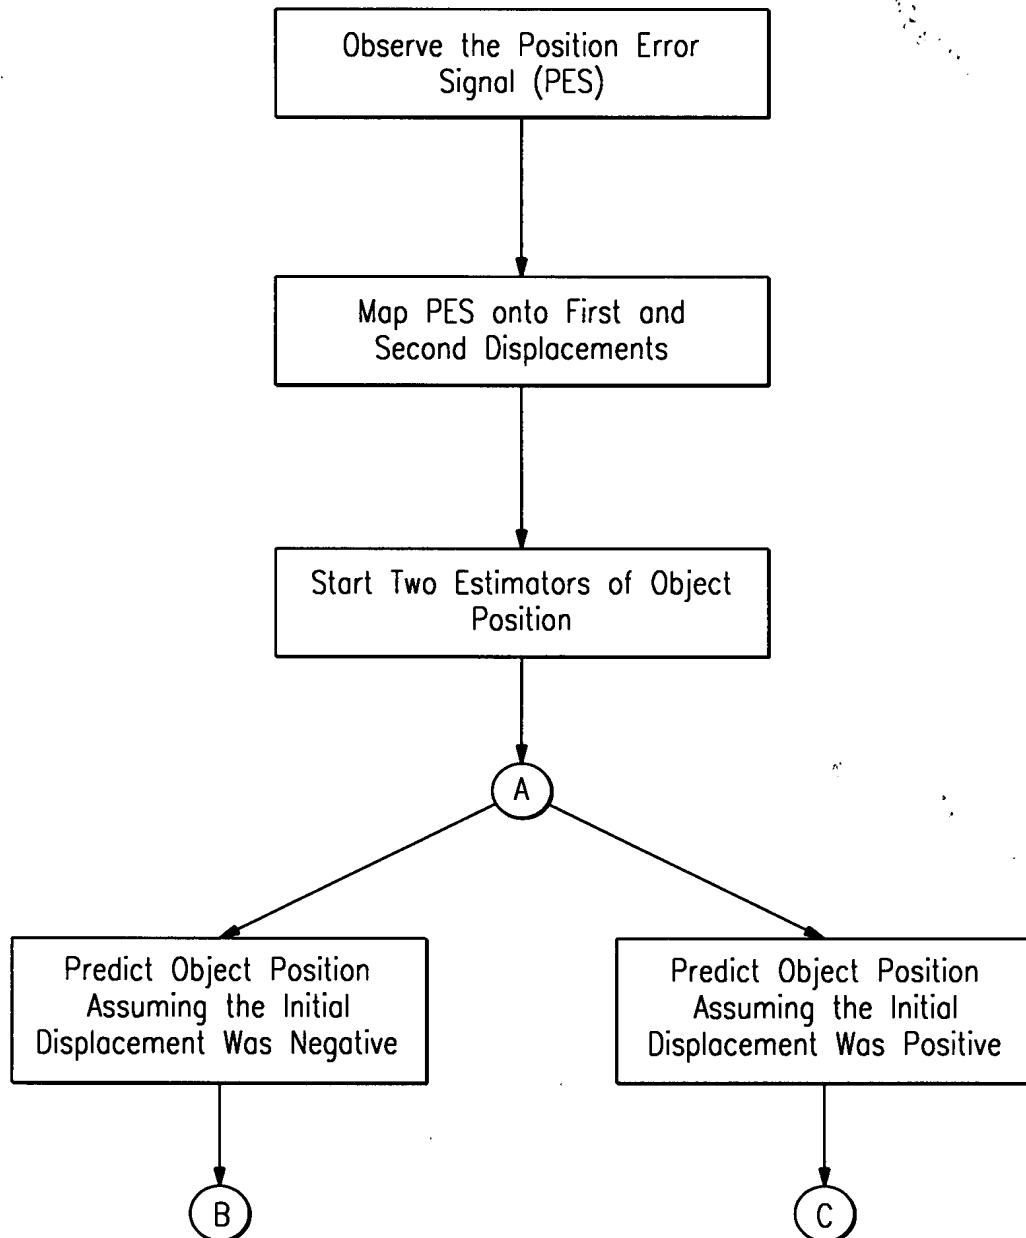 Observe the Position Error
Signal (PES)
Map PES onto First and
Second Displacements
Start Two Estimators of Object
Position
A
Predict Object Position
Assuming the Initial
Displacement Was Negative
Predict Object Position
Assuming the Initial
Displacement Was Positive
B
C